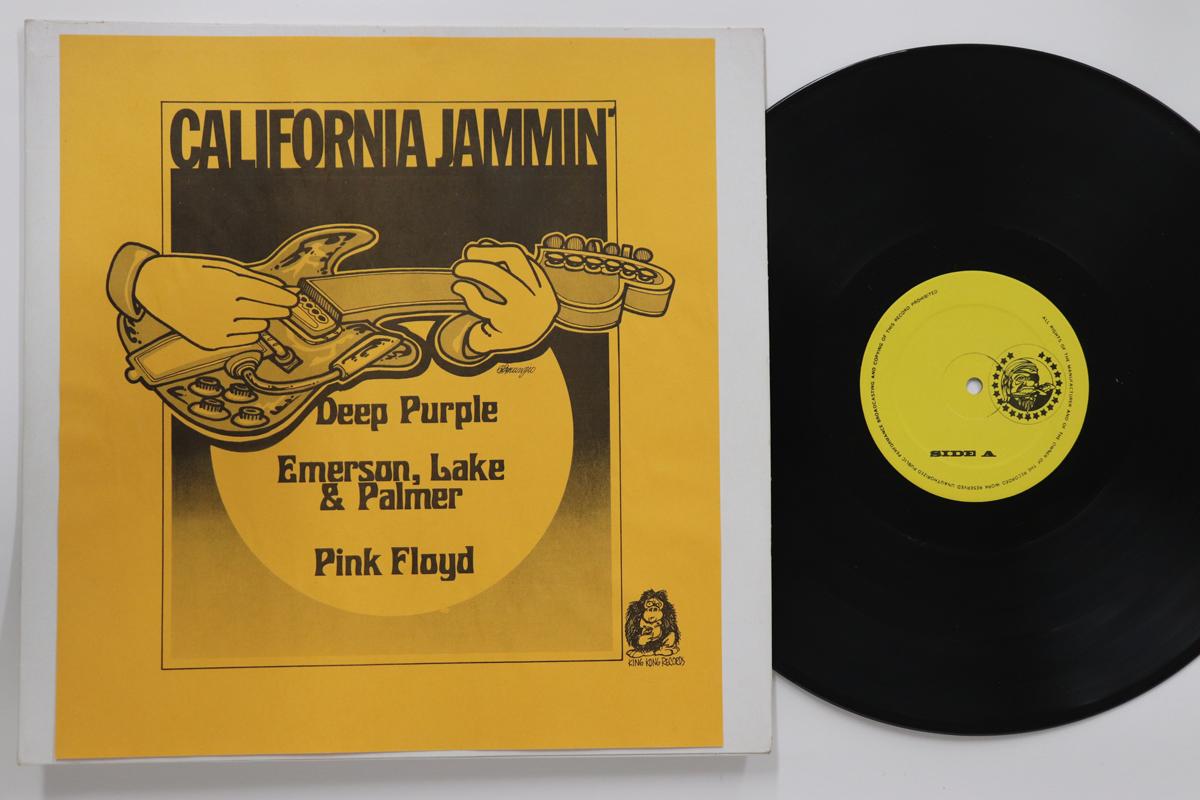 CALIFORNIA JAMMIN'
Deep Purple
Emerson, Lake
& Palmer
Pink Floyd
KING KONG RECORDS
SIDE A
ALL RIGHTS OF THE MANUFACTURER AND OF THE OWNER OF THE RECORDED WORK RESERVED UNAUTHORIZED PUBLIC PERFORMANCE BROADCASTING AND COPYING OF THIS RECORD PROHIBITED